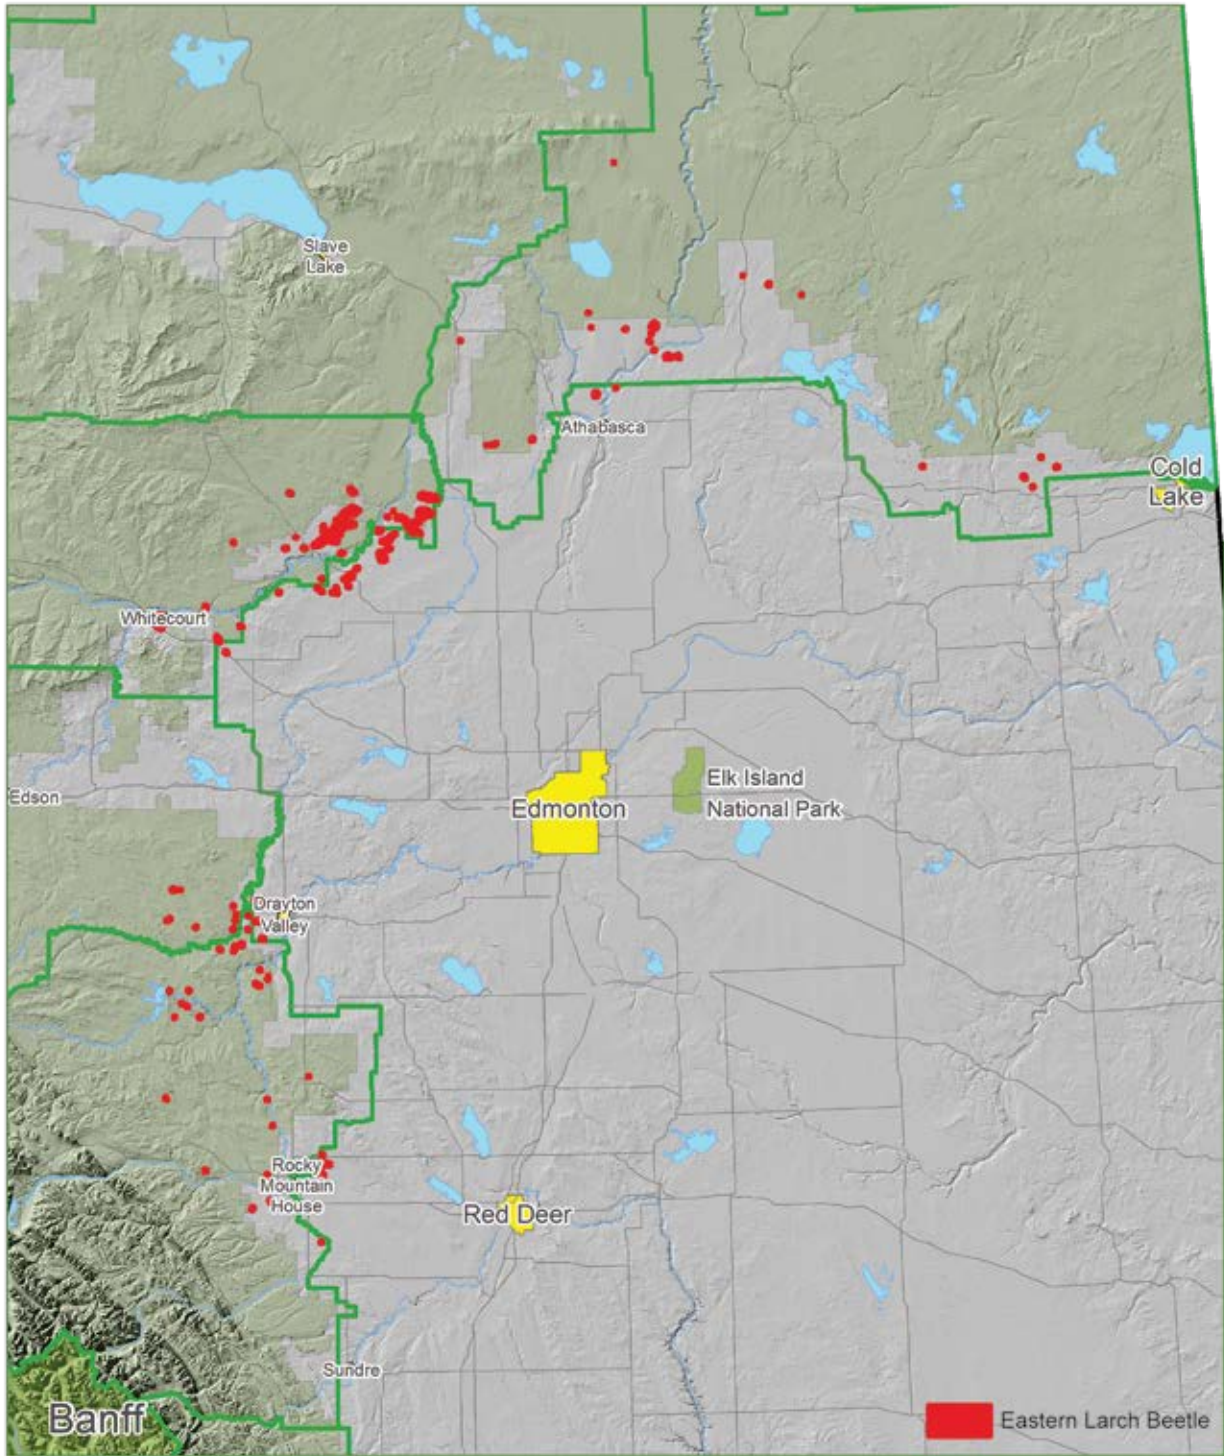 Slave
Lake
Athabasca
Cold
Lake
Whitecourt
Elk Island
National Park
Edmonton
Edson
Drayton
Valley
Rocky
Mountain
House
Red Deer
Sundre
Banff
Eastern Larch Beetle